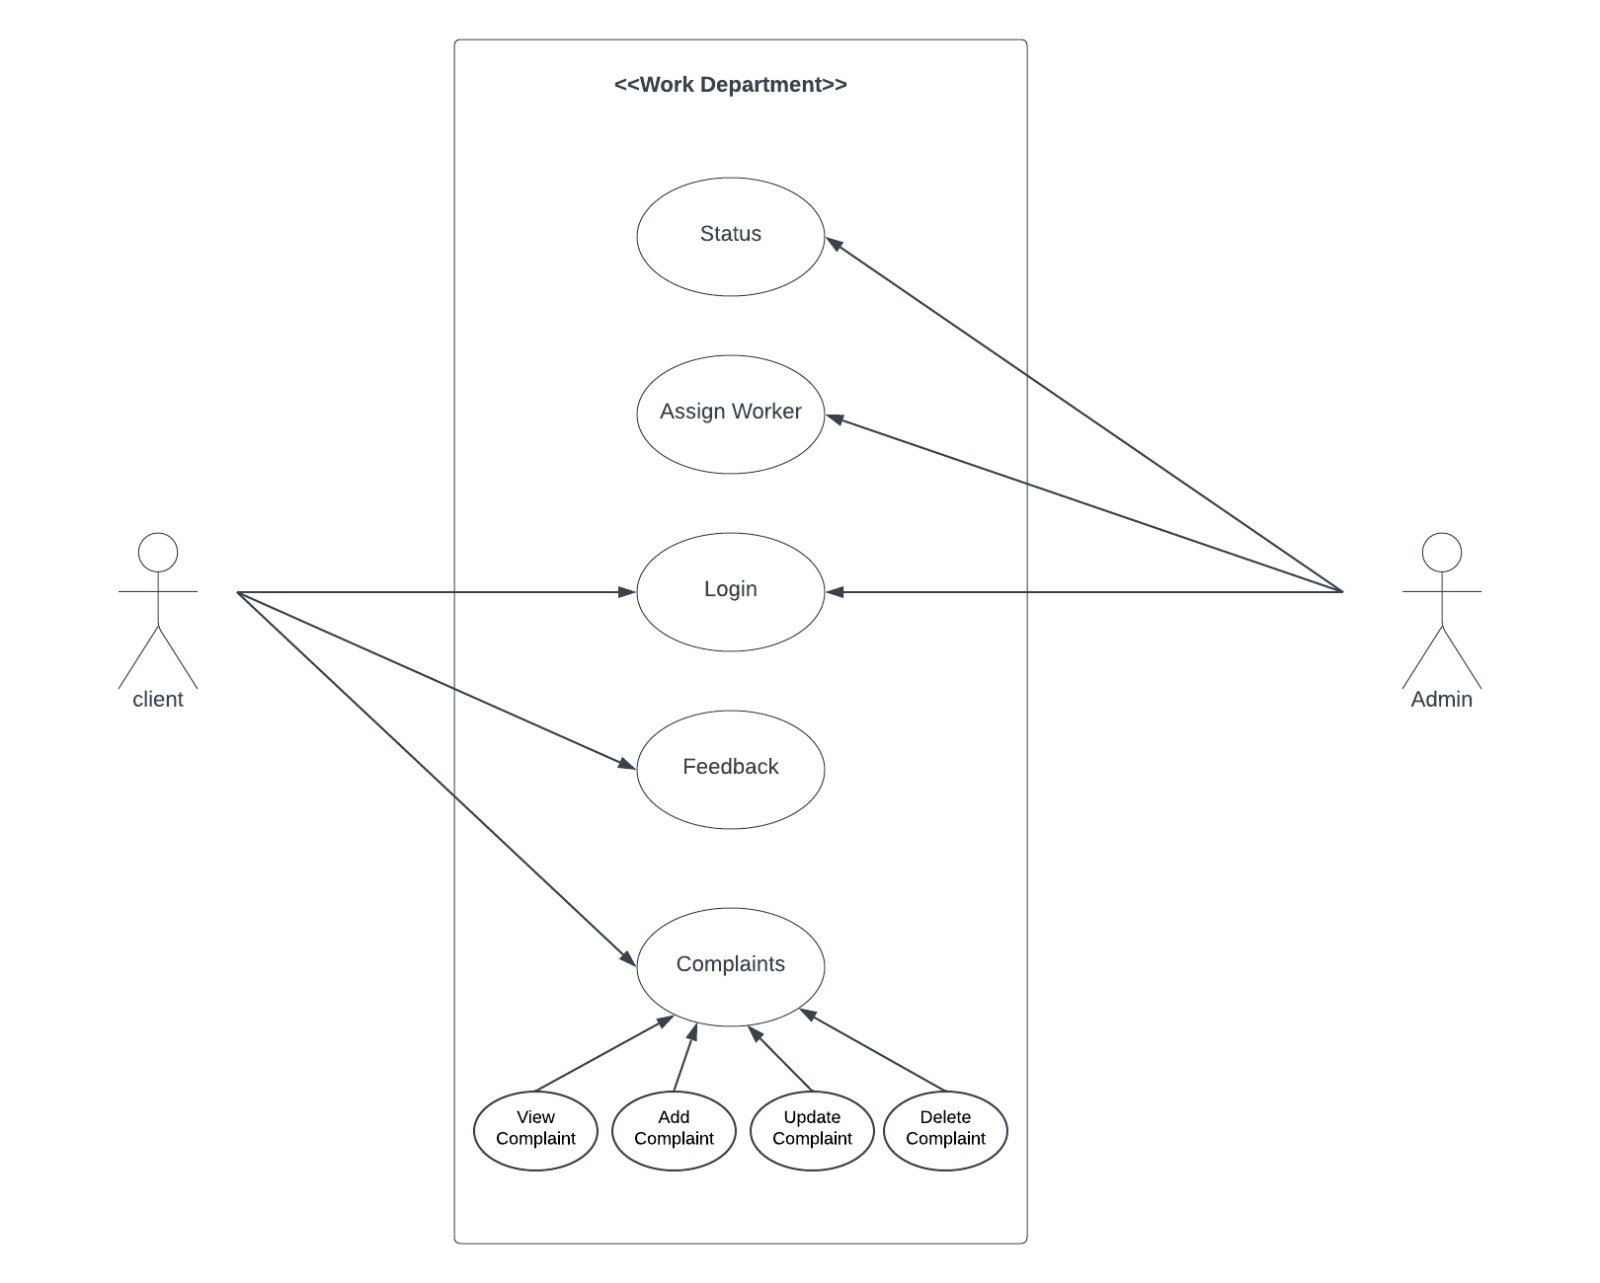 <<Work Department>>
Status
Assign Worker
Login
client
Admin
Feedback
Complaints
View
Complaint
Add
Complaint
Update
Complaint
Delete
Complaint